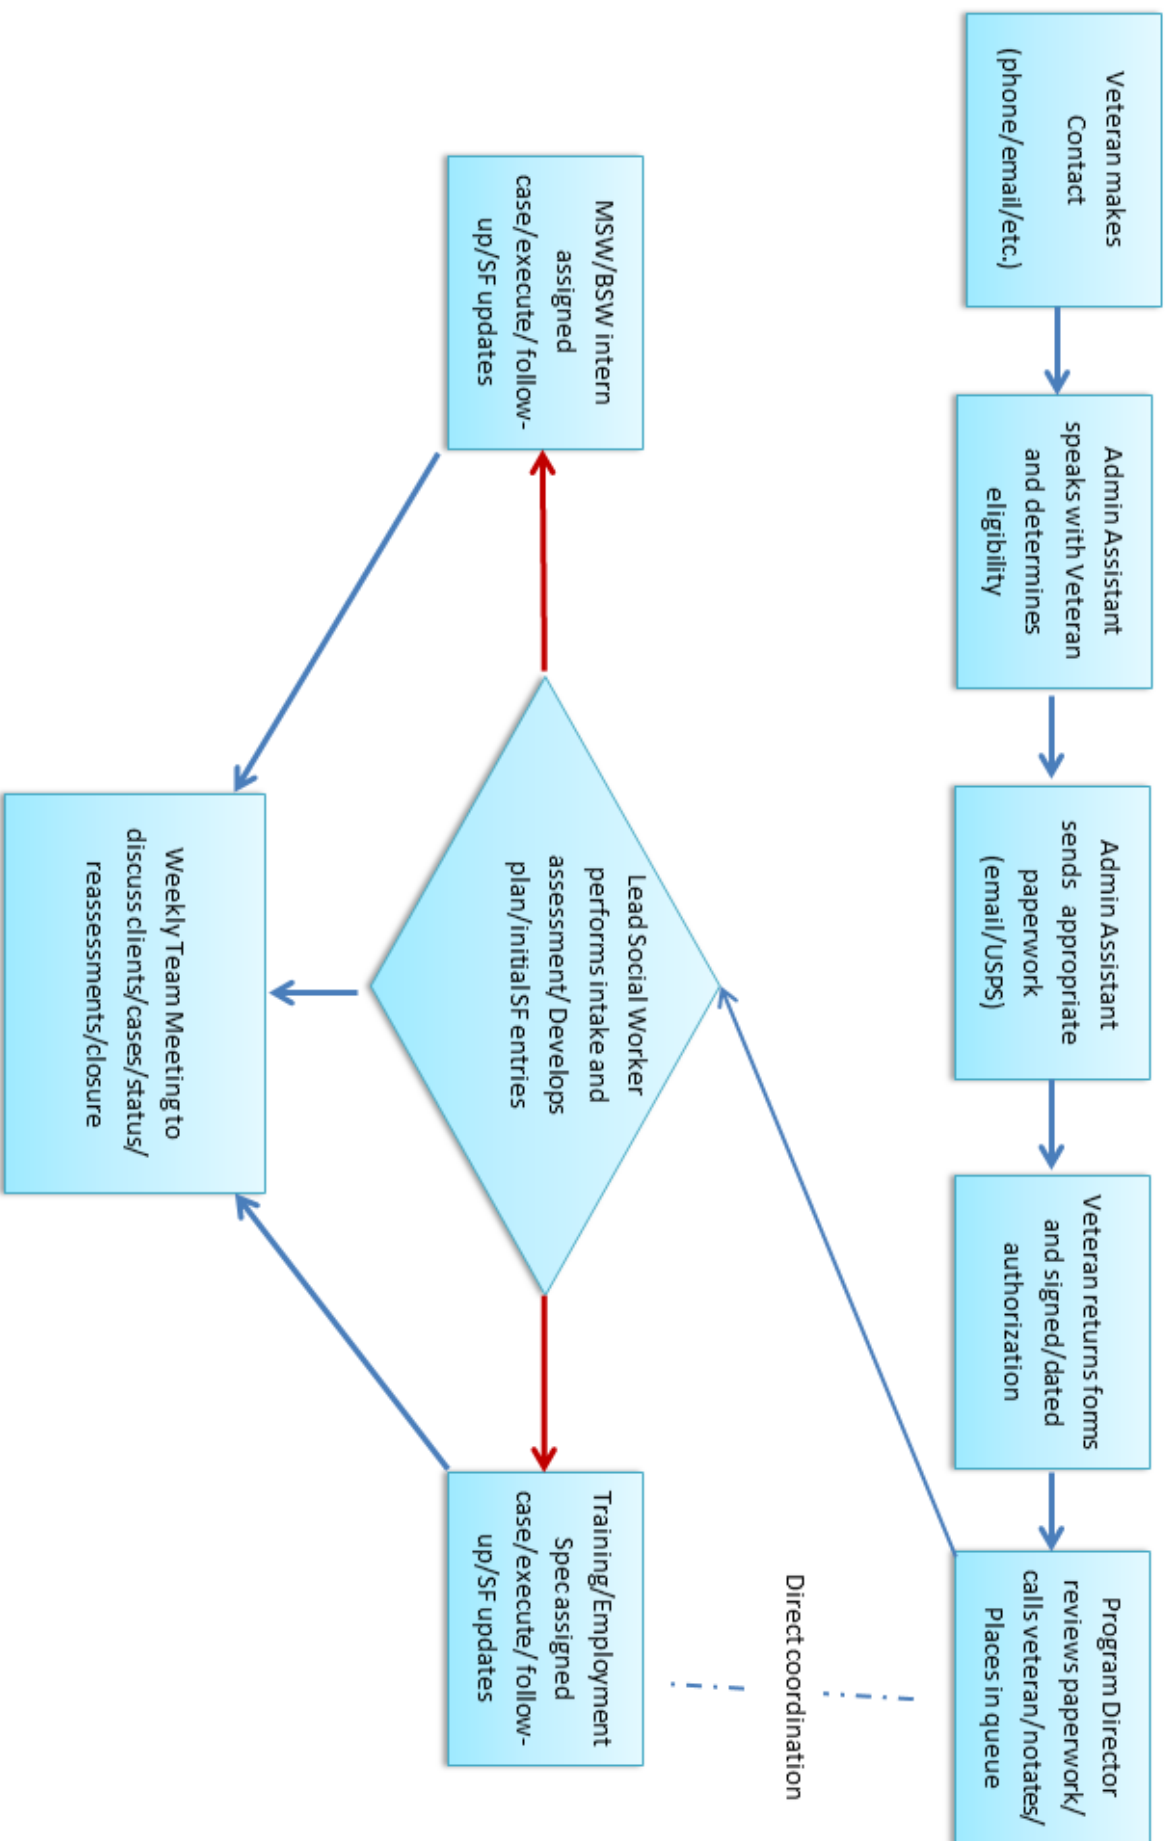 Veteran makes
Contact
(phone/email/etc.)
Admin Assistant
speaks with Veteran
and determines
eligibility
Admin Assistant
sends appropriate
paperwork
(email/USPS)
Veteran returns forms
and signed/dated
authorization
Program Director
reviews paperwork/
calls veteran/notates/
Places in queue
Direct coordination
MSW/BSW intern
assigned
case/execute/ follow-
up/SF updates
Lead Social Worker
performs intake and
assessment/ Develops
plan/initial SF entries
Training/Employment
Spec assigned
case/execute/ follow-
up/SF updates
Weekly Team Meeting to
discuss clients/cases/status/
reassessments/closure